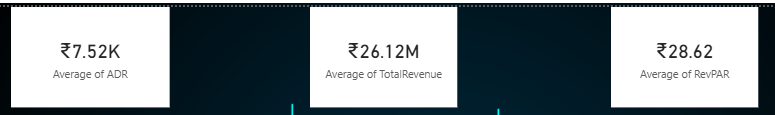 ₹7.52K
Average of ADR
₹26.12M
Average of TotalRevenue
₹28.62
Average of RevPAR